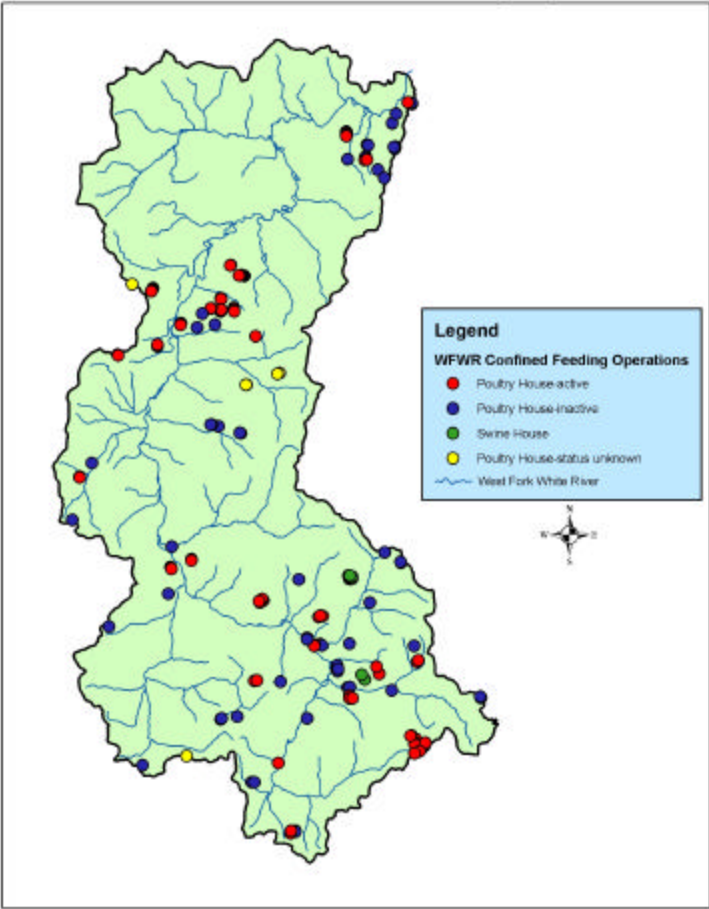 Legend
WFWR Confined Feeding Operations
Poultry House-active
Poultry House-inactive
Swine House
Poultry House-status unknown
West Fork White River
N
W E
S